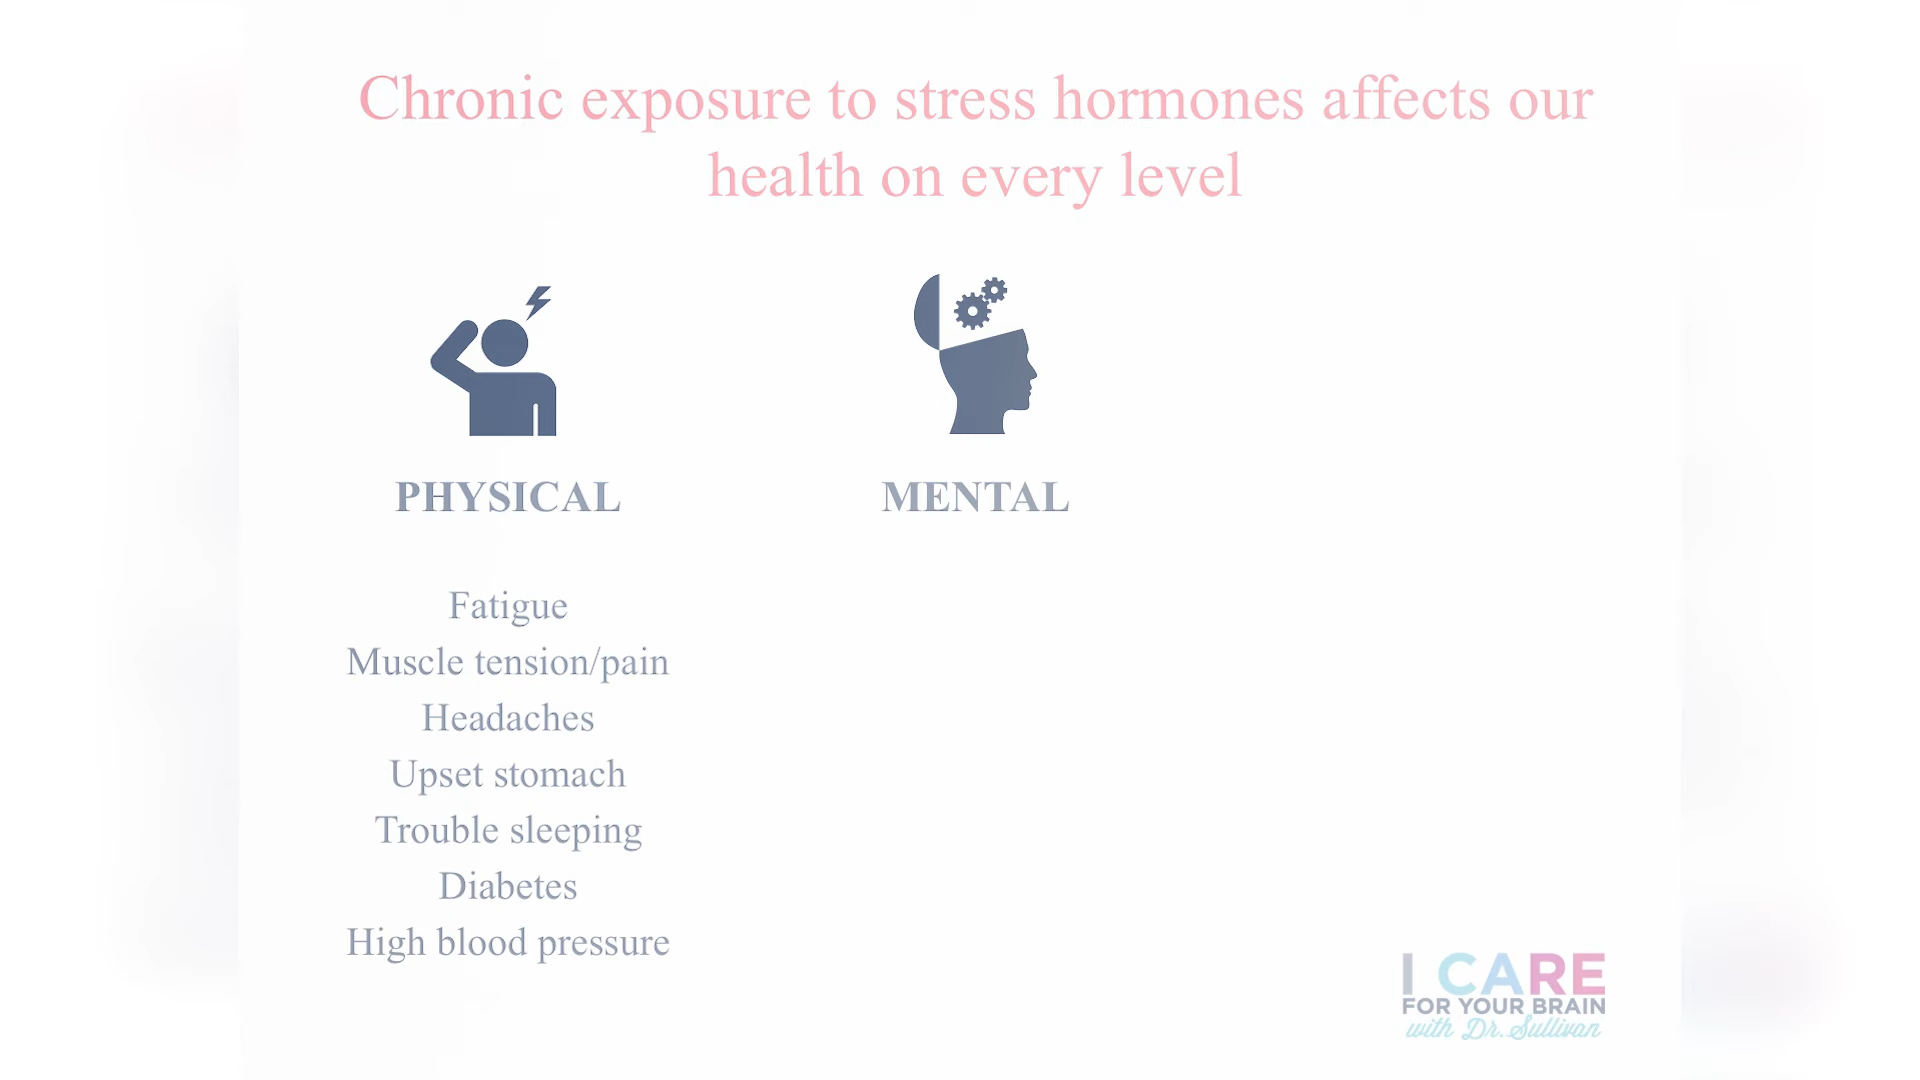 Chronic exposure to stress hormones affects our
health on every level
PHYSICAL
Fatigue
Muscle tension/pain
Headaches
Upset stomach
Trouble sleeping
Diabetes
High blood pressure
MENTAL
I CARE
FOR YOUR BRAIN
with Dr. Sullivan